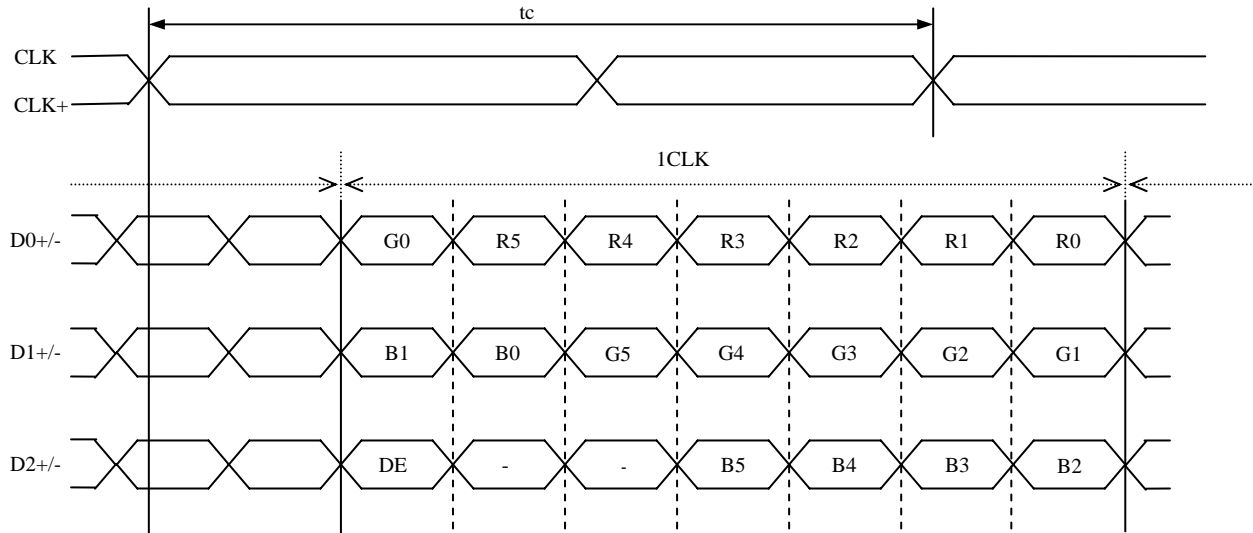 tc
CLK
CLK+
1CLK
D0+/- G0 R5 R4 R3 R2 R1 R0
D1+/- B1 B0 G5 G4 G3 G2 G1
D2+/- DE - - B5 B4 B3 B2